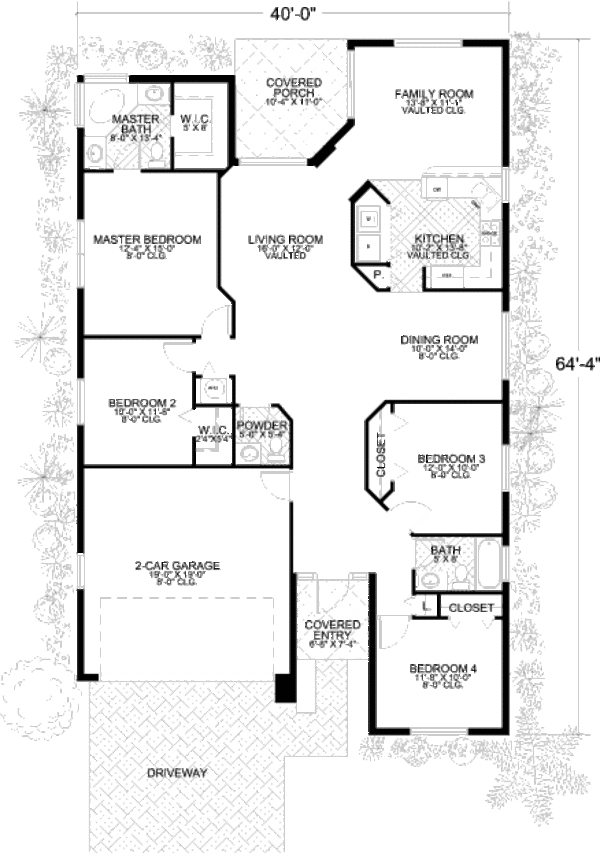 40'-0"
COVERED
PORCH
10'-4" X 11'-0"
FAMILY ROOM
13'-8" X 11'-1"
VAULTED CLG.
MASTER
BATH
8'-0" X 13'-4"
W.I.C.
5' X 8'
MASTER BEDROOM
12'-4" X 15'-0"
8'-0" CLG.
LIVING ROOM
16'-0" X 12'-0"
VAULTED
KITCHEN
10'-2" X 13'-8"
VAULTED CLG.
P.
DINING ROOM
10'-0" X 14'-0"
8'-0" CLG.
64'-4"
BEDROOM 2
10'-0" X 11'-6"
8'-0" CLG.
W.I.C.
2'4"X5'4"
POWDER
5'-0" X 5'-4"
CLOSET
BEDROOM 3
12'-0" X 10'-0"
8'-0" CLG.
2-CAR GARAGE
19'-0" X 19'-0"
8'-0" CLG.
BATH
5' X 8'
L.
CLOSET
COVERED
ENTRY
6'-8" X 7'-4"
BEDROOM 4
11'-8" X 10'-0"
8'-0" CLG.
DRIVEWAY